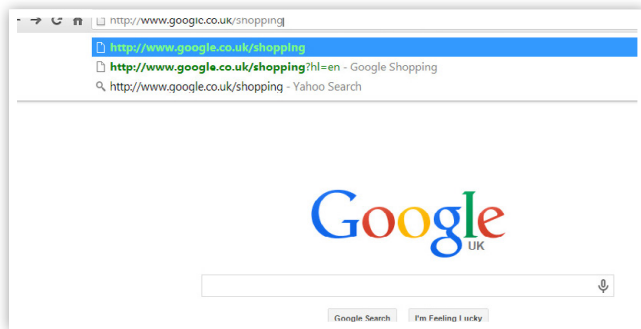 http://www.google.co.uk/shopping
http://www.google.co.uk/shopping
http://www.google.co.uk/shopping?hl=en - Google Shopping
http://www.google.co.uk/shopping - Yahoo Search
Google
UK
Google Search I'm Feeling Lucky